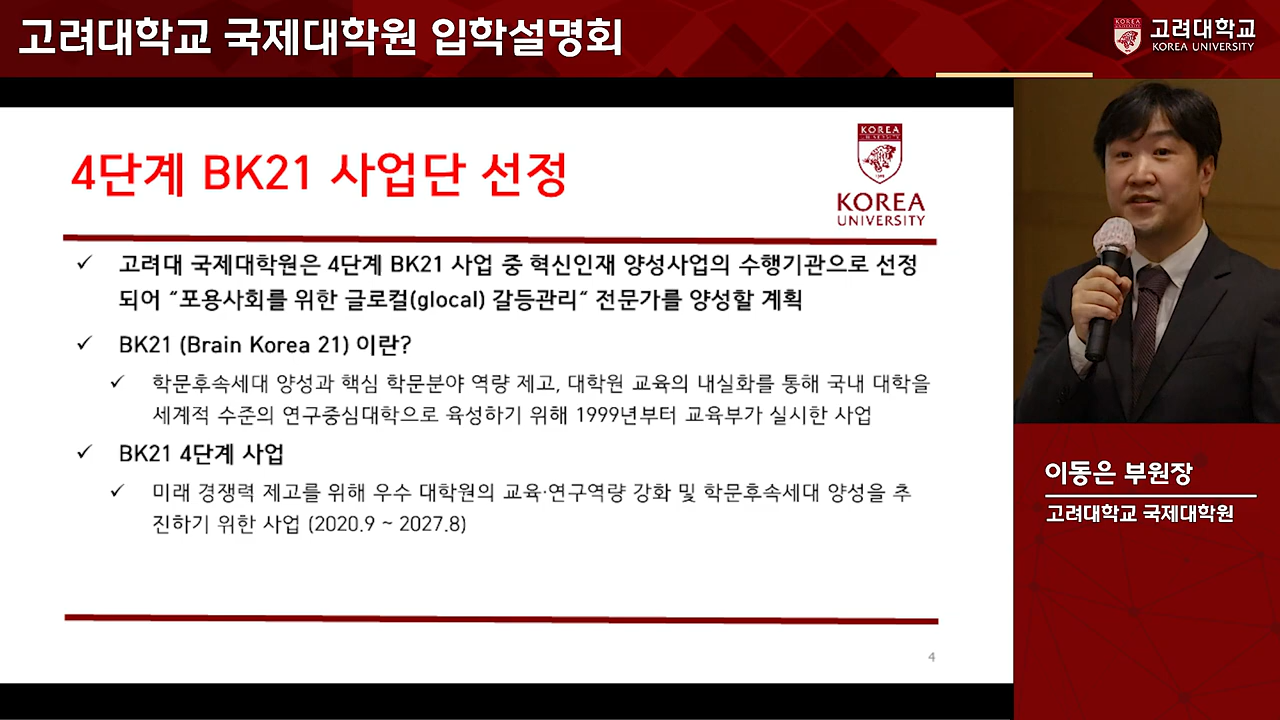 고려대학교 국제대학원 입학설명회
KOREA
고려대학교
KOREA UNIVERSITY
4단계 BK21 사업단 선정
KOREA
KOREA
UNIVERSITY
✓ 고려대 국제대학원은 4단계 BK21 사업 중 혁신인재 양성사업의 수행기관으로 선정
되어 “포용사회를 위한 글로컬(glocal) 갈등관리“ 전문가를 양성할 계획
✓ BK21 (Brain Korea 21) 이란?
✓ 학문후속세대 양성과 핵심 학문분야 역량 제고, 대학원 교육의 내실화를 통해 국내 대학을
세계적 수준의 연구중심대학으로 육성하기 위해 1999년부터 교육부가 실시한 사업
✓ BK21 4단계 사업
✓ 미래 경쟁력 제고를 위해 우수 대학원의 교육·연구역량 강화 및 학문후속세대 양성을 추
진하기 위한 사업 (2020.9 ~ 2027.8)
4
이동은 부원장
고려대학교 국제대학원